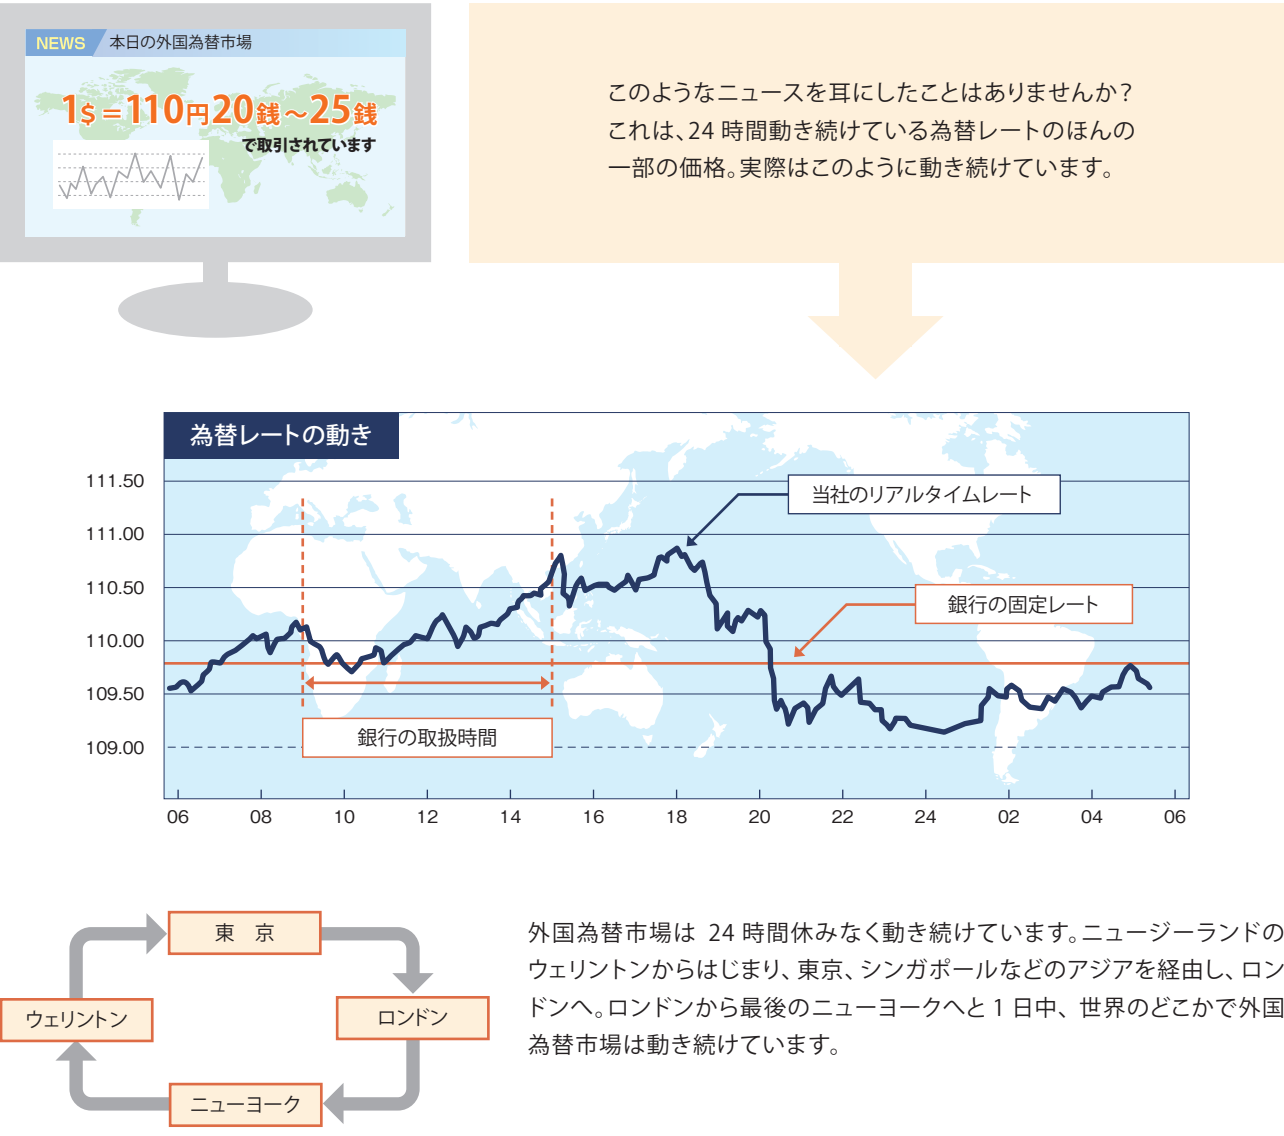 NEWS 本日の外国為替市場
1$=110円20銭～25銭
で取引されています
このようなニュースを耳にしたことはありませんか？
これは、24 時間動き続けている為替レートのほんの
一部の価格。実際はこのように動き続けています。
為替レートの動き
111.50
111.00
110.50
110.00
109.50
109.00
当社のリアルタイムレート
銀行の固定レート
銀行の取扱時間
06 08 10 12 14 16 18 20 22 24 02 04 06
東 京
ウェリントン
ロンドン
ニューヨーク
外国為替市場は 24 時間休みなく動き続けています。ニュージーランドの
ウェリントンからはじまり、東京、シンガポールなどのアジアを経由し、ロン
ドンへ。ロンドンから最後のニューヨークへと 1 日中、世界のどこかで外国
為替市場は動き続けています。